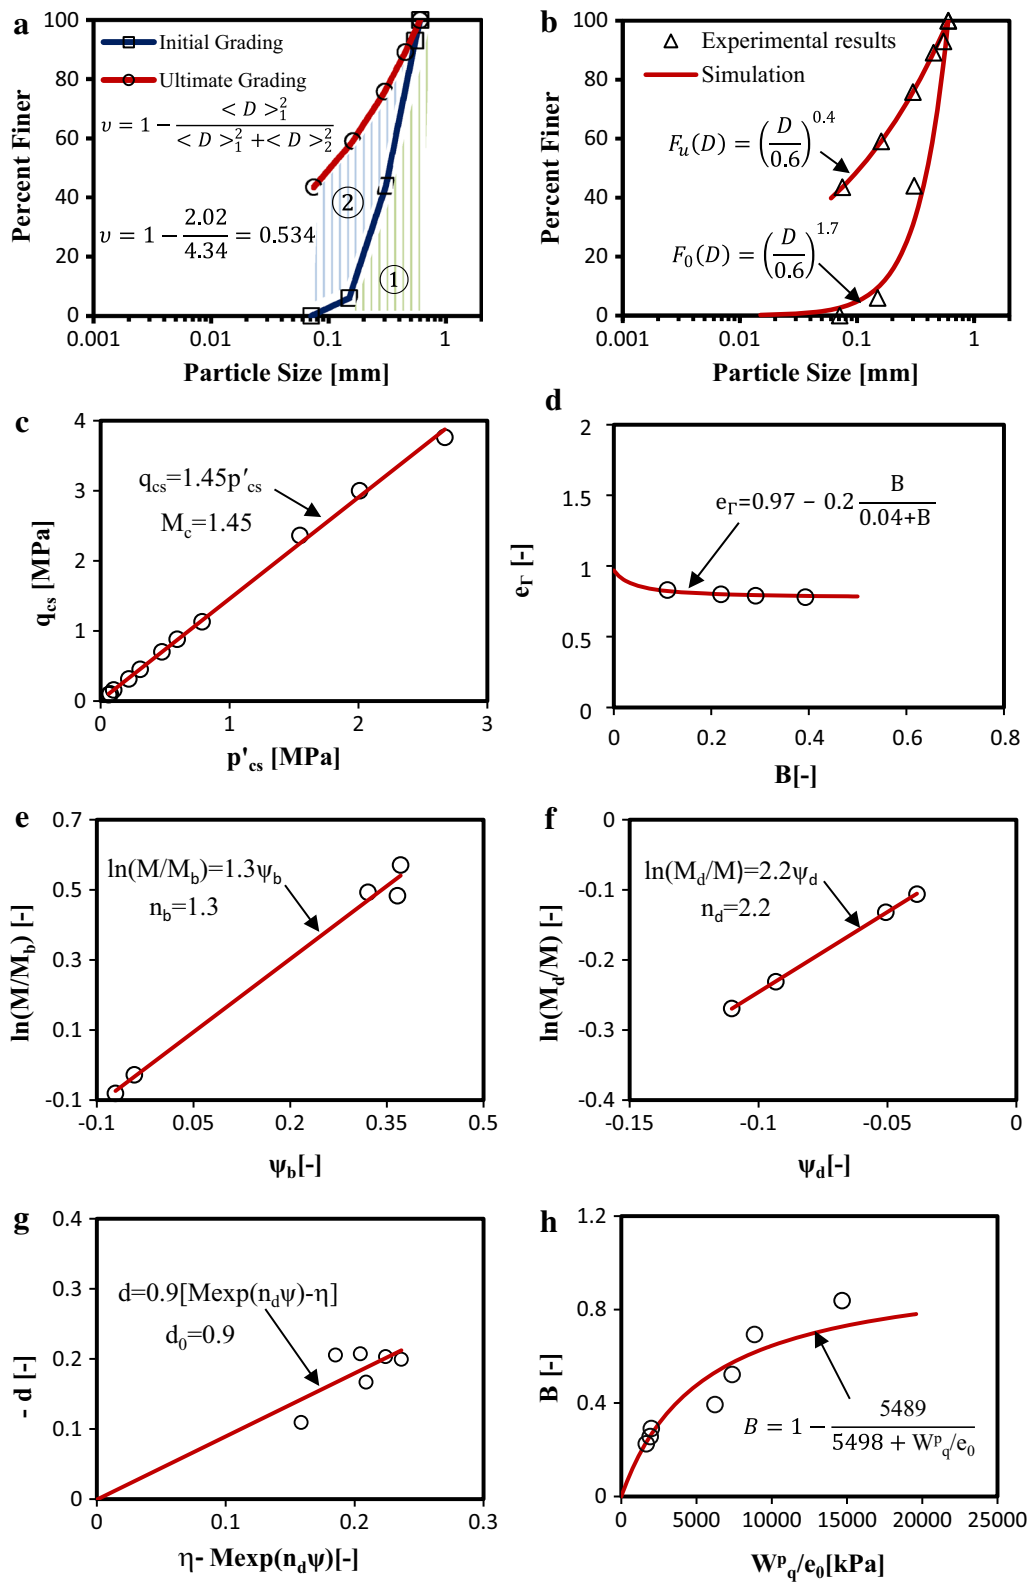 a
100
80
60
40
20
0
0.001
0.01
0.1
1
Percent Finer
Particle Size [mm]
Initial Grading
Ultimate Grading
υ = 1 − <D>₁² / (<D>₁² + <D>₂²)
υ = 1 − 2.02/4.34 = 0.534
②
①
b
100
80
60
40
20
0
0.001
0.01
0.1
1
Percent Finer
Particle Size [mm]
Experimental results
Simulation
F_u(D) = (D/0.6)^0.4
F_0(D) = (D/0.6)^1.7
c
4
3
2
1
0
0
1
2
3
q_cs [MPa]
p'_cs [MPa]
q_cs=1.45p'_cs
M_c=1.45
d
2
1.5
1
0.5
0
0
0.2
0.4
0.6
0.8
e_Γ [-]
B[-]
e_Γ=0.97 − 0.2 B/(0.04+B)
e
0.7
0.5
0.3
0.1
-0.1
-0.1
0.05
0.2
0.35
0.5
ln(M/M_b) [-]
ψ_b[-]
ln(M/M_b)=1.3ψ_b
n_b=1.3
f
0
-0.1
-0.2
-0.3
-0.4
-0.15
-0.1
-0.05
0
ln(M_d/M) [-]
ψ_d[-]
ln(M_d/M)=2.2ψ_d
n_d=2.2
g
0.4
0.3
0.2
0.1
0
0
0.1
0.2
0.3
- d [-]
η- Mexp(n_dψ)[-]
d=0.9[Mexp(n_dψ)-η]
d_0=0.9
h
1.2
0.8
0.4
0
0
5000
10000
15000
20000
25000
B [-]
W^p_q/e_0[kPa]
B = 1 − 5489/(5498 + W^p_q/e_0)